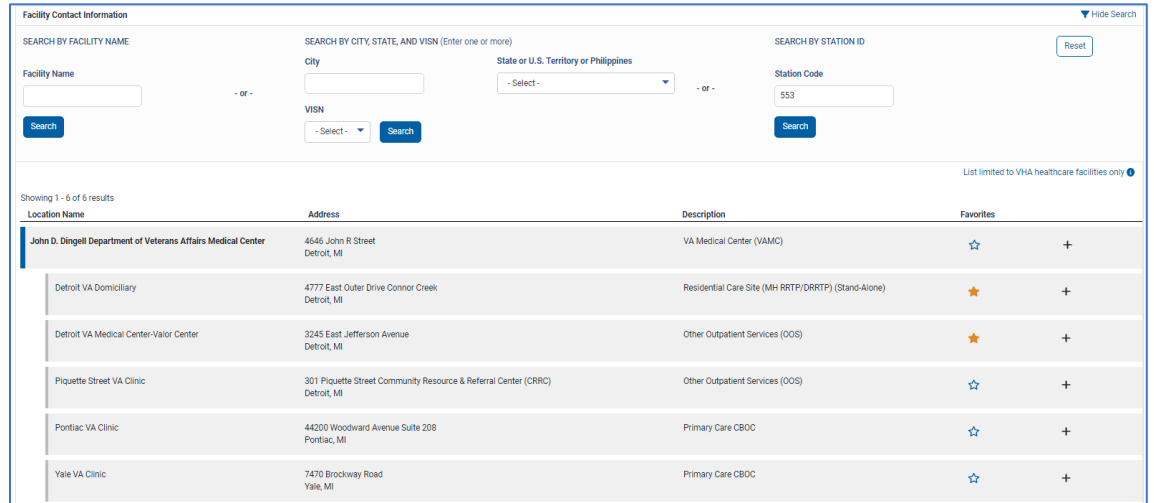 Facility Contact Information
Hide Search
SEARCH BY FACILITY NAME
SEARCH BY CITY, STATE, AND VISN (Enter one or more)
SEARCH BY STATION ID
Reset
City
State or U.S. Territory or Philippines
Facility Name
- Select -
Station Code
- or -
- or -
553
VISN
Search
- Select -
Search
Search
List limited to VHA healthcare facilities only
Showing 1 - 6 of 6 results
Location Name Address Description Favorites
John D. Dingell Department of Veterans Affairs Medical Center
4646 John R Street
Detroit, MI
VA Medical Center (VAMC)
Detroit VA Domiciliary
4777 East Outer Drive Connor Creek
Detroit, MI
Residential Care Site (MH RRTP/DRRTP) (Stand-Alone)
Detroit VA Medical Center-Valor Center
3245 East Jefferson Avenue
Detroit, MI
Other Outpatient Services (OOS)
Piquette Street VA Clinic
301 Piquette Street Community Resource & Referral Center (CRRC)
Detroit, MI
Other Outpatient Services (OOS)
Pontiac VA Clinic
44200 Woodward Avenue Suite 208
Pontiac, MI
Primary Care CBOC
Yale VA Clinic
7470 Brockway Road
Yale, MI
Primary Care CBOC